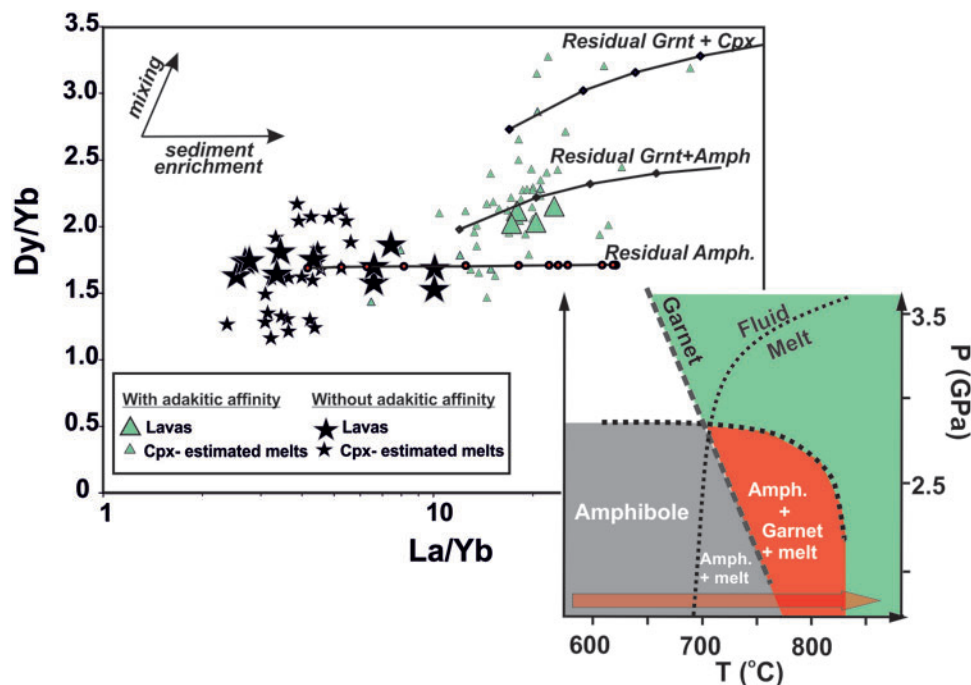 3.5
3.0
2.5
2.0
1.5
1.0
0.5
0
Dy/Yb
mixing
sediment
enrichment
Residual Grnt + Cpx
Residual Grnt+Amph
Residual Amph.
With adakitic affinity
Without adakitic affinity
Lavas
Lavas
Cpx- estimated melts
Cpx- estimated melts
1
10
La/Yb
Garnet
Fluid
Melt
Amphibole
Amph.
+ melt
Amph.
+
Garnet
+ melt
3.5
2.5
P (GPa)
600
700
800
T (°C)